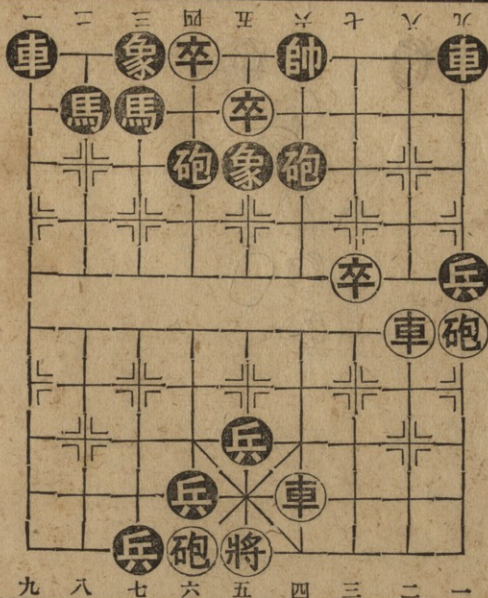 一 二 三 四 五 六 七 八 九
車 象 卒 帥 車
馬 馬 卒
砲 象 砲
卒 兵
車 砲
兵
兵 車
兵 砲 將
九 八 七 六 五 四 三 二 一